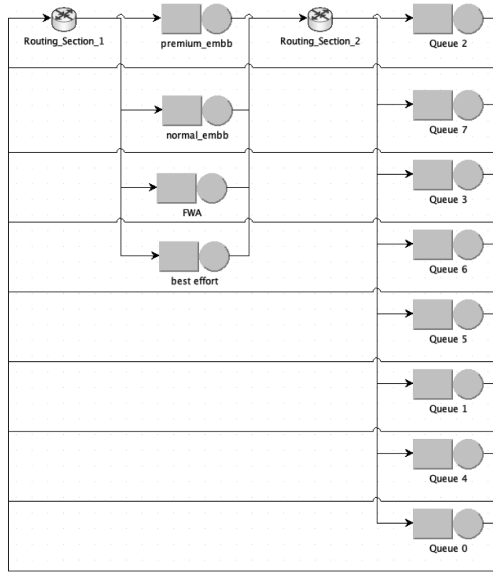 Routing_Section_1
premium_embb
Routing_Section_2
Queue 2
normal_embb
Queue 7
FWA
Queue 3
best effort
Queue 6
Queue 5
Queue 1
Queue 4
Queue 0